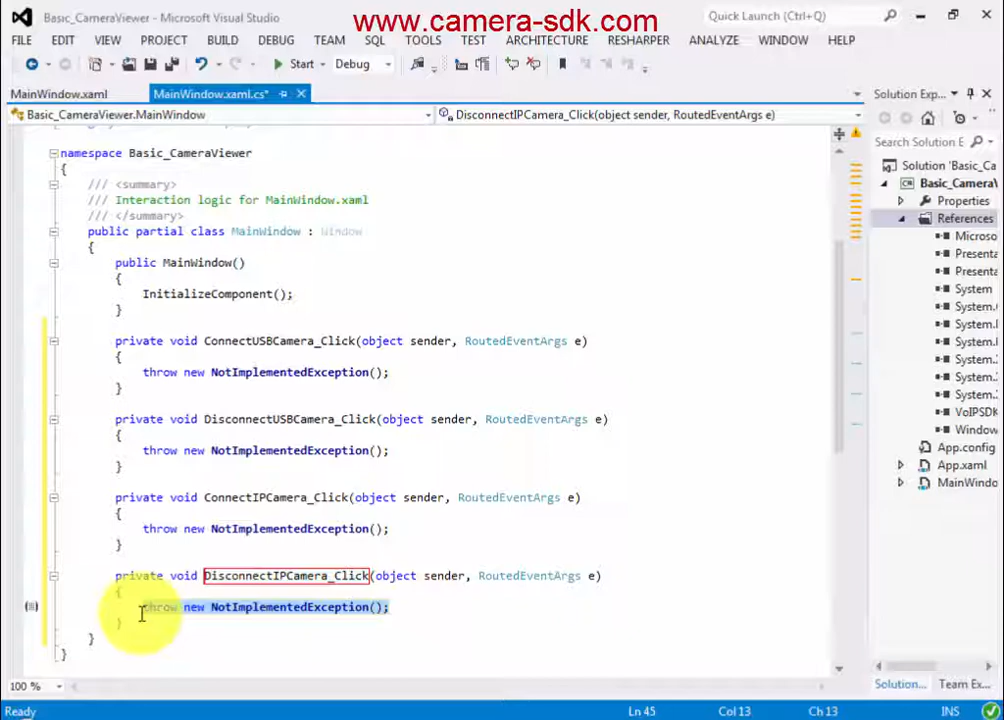 Basic_CameraViewer - Microsoft Visual Studio
www.camera-sdk.com
Quick Launch (Ctrl+Q)
FILE EDIT VIEW PROJECT BUILD DEBUG TEAM SQL TOOLS TEST ARCHITECTURE RESHARPER ANALYZE WINDOW HELP
Start Debug
MainWindow.xaml MainWindow.xaml.cs*
Solution Exp...
Basic_CameraViewer.MainWindow DisconnectIPCamera_Click(object sender, RoutedEventArgs e)
Search Solution E
namespace Basic_CameraViewer
{
/// <summary>
/// Interaction logic for MainWindow.xaml
/// </summary>
public partial class MainWindow : Window
{
public MainWindow()
{
InitializeComponent();
}
private void ConnectUSBCamera_Click(object sender, RoutedEventArgs e)
{
throw new NotImplementedException();
}
private void DisconnectUSBCamera_Click(object sender, RoutedEventArgs e)
{
throw new NotImplementedException();
}
private void ConnectIPCamera_Click(object sender, RoutedEventArgs e)
{
throw new NotImplementedException();
}
private void DisconnectIPCamera_Click(object sender, RoutedEventArgs e)
{
throw new NotImplementedException();
}
}
}
Solution 'Basic_Ca
Basic_CameraV
Properties
References
Microso
Presenta
Presenta
System
System.
System.
System.
System.
System.
System.
VoIPSDK
Window
App.config
App.xaml
MainWindo
100 %
Solution... Team Ex...
Ready Ln 45 Col 13 Ch 13 INS